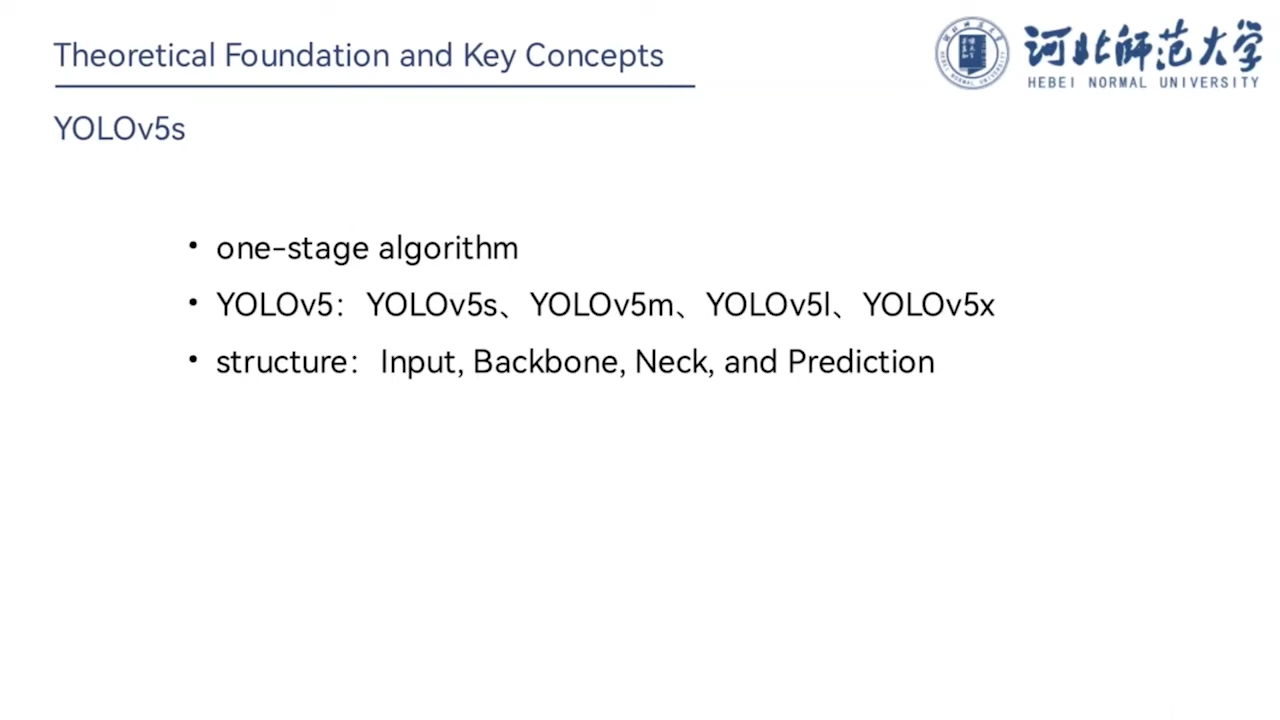 Theoretical Foundation and Key Concepts
河北师范大学
HEBEI NORMAL UNIVERSITY
YOLOv5s
• one-stage algorithm
• YOLOv5： YOLOv5s、YOLOv5m、YOLOv5l、YOLOv5x
• structure： Input, Backbone, Neck, and Prediction